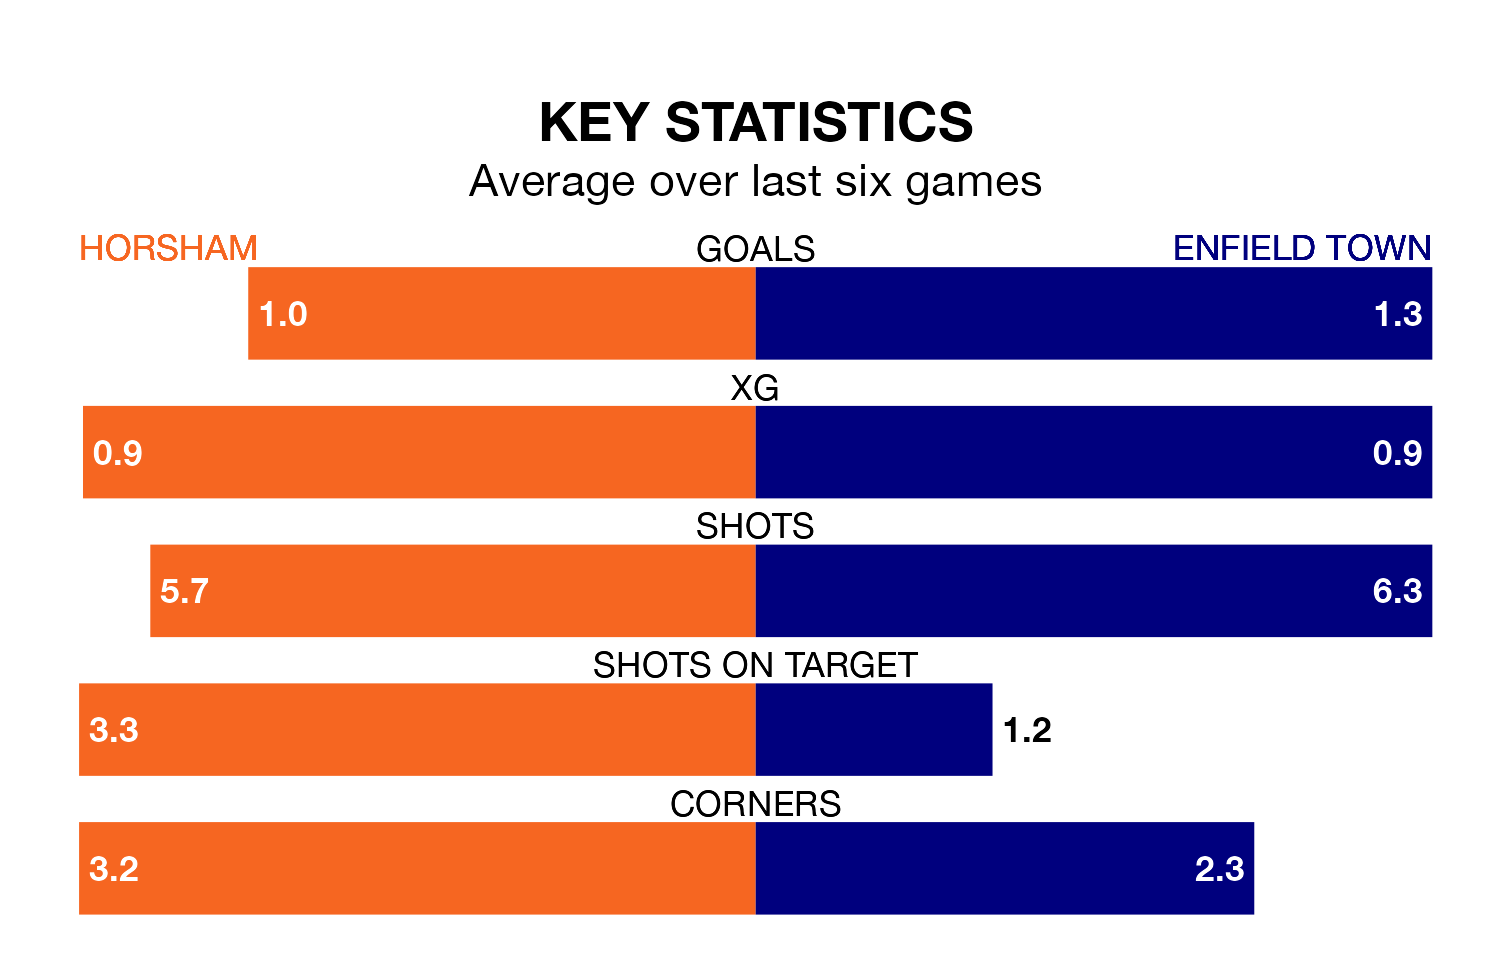 KEY STATISTICS
Average over last six games
HORSHAM GOALS ENFIELD TOWN
1.0 1.3
XG
0.9 0.9
SHOTS
5.7 6.3
SHOTS ON TARGET
3.3 1.2
CORNERS
3.2 2.3